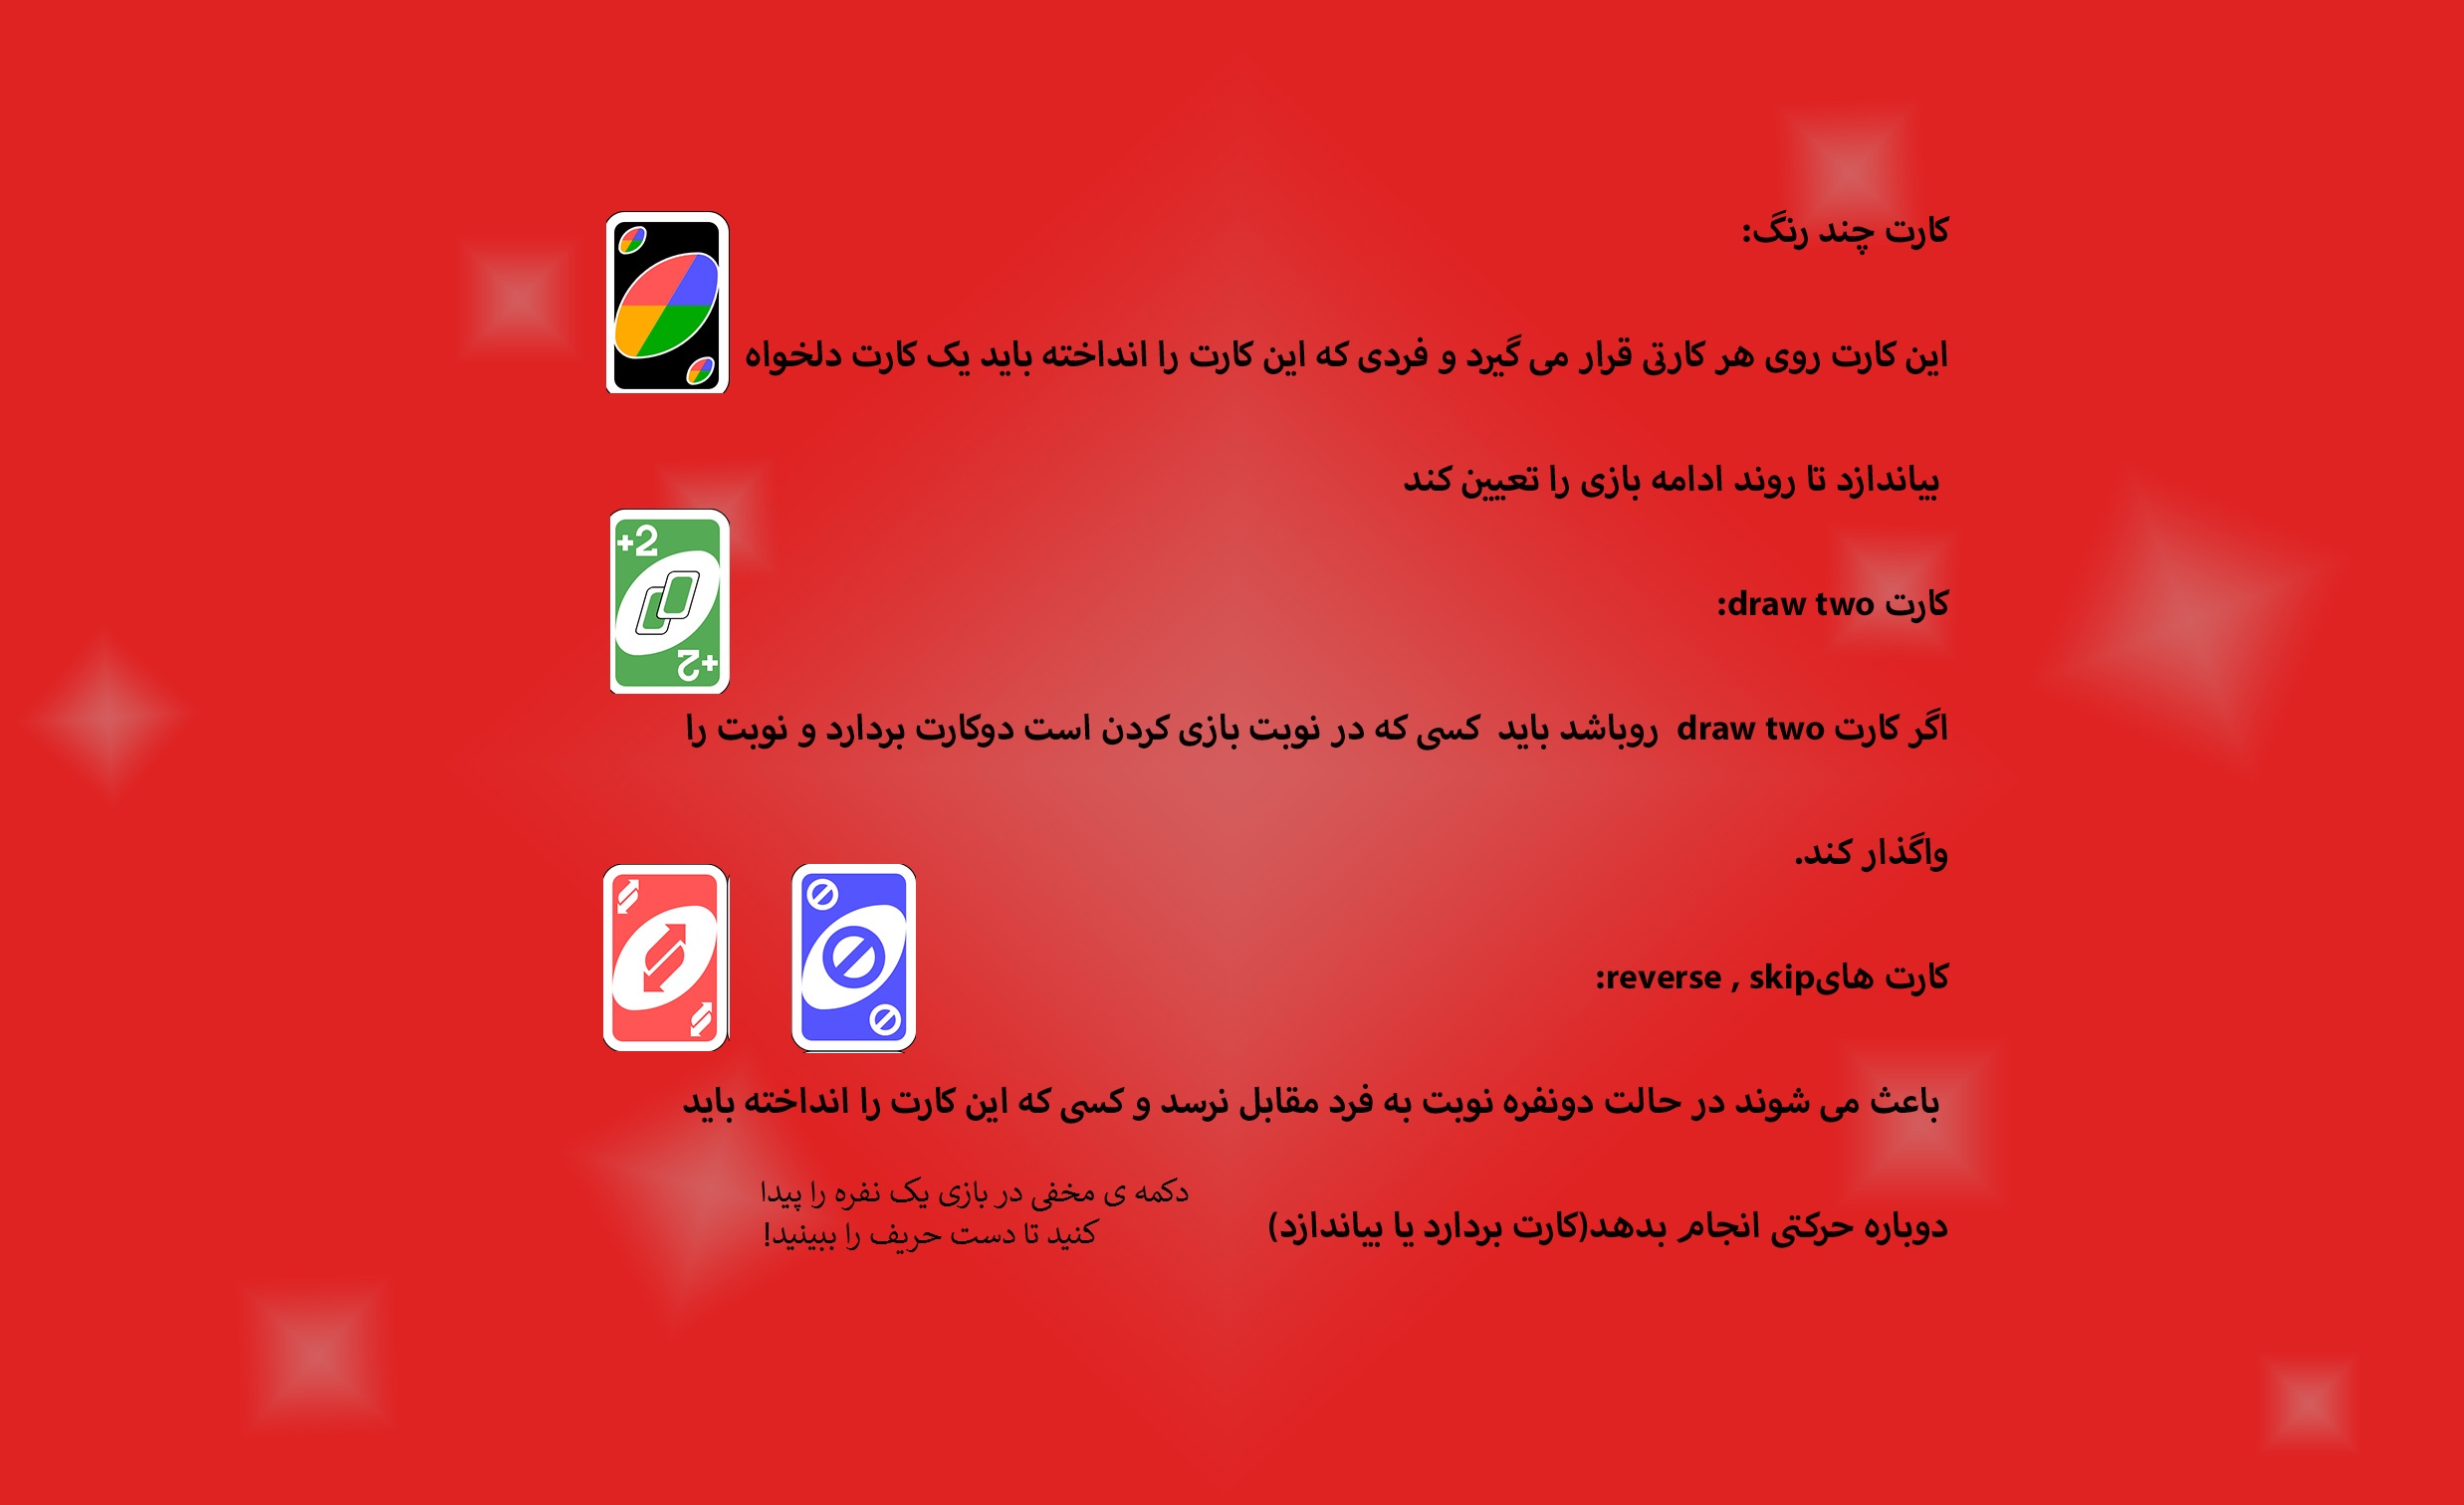 کارت چند رنگ:
این کارت روی هر کارتی قرار می گیرد و فردی که این کارت را انداخته باید یک کارت دلخواه
بیاندازد تا روند ادامه بازی را تعیین کند
+2
کارت draw two:
+2
اگر کارت draw two روباشد باید کسی که در نوبت بازی کردن است دوکارت بردارد و نوبت را
واگذار کند.
کارت هایreverse , skip:
باعث می شوند در حالت دونفره نوبت به فرد مقابل نرسد و کسی که این کارت را انداخته باید
دوباره حرکتی انجام بدهد(کارت بردارد یا بیاندازد)
دکمه ی مخفی در بازی یک نفره را پیدا
کنید تا دست حریف را ببینید!